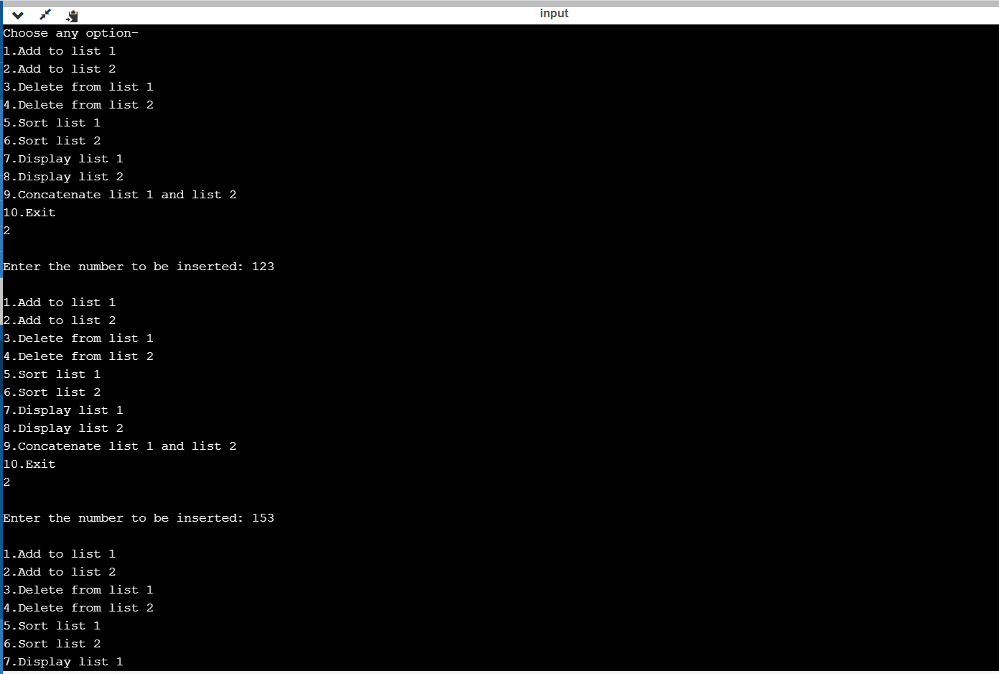 input
Choose any option-
1.Add to list 1
2.Add to list 2
3.Delete from list 1
4.Delete from list 2
5.Sort list 1
6.Sort list 2
7.Display list 1
8.Display list 2
9.Concatenate list 1 and list 2
10.Exit
2
Enter the number to be inserted: 123
1.Add to list 1
2.Add to list 2
3.Delete from list 1
4.Delete from list 2
5.Sort list 1
6.Sort list 2
7.Display list 1
8.Display list 2
9.Concatenate list 1 and list 2
10.Exit
2
Enter the number to be inserted: 153
1.Add to list 1
2.Add to list 2
3.Delete from list 1
4.Delete from list 2
5.Sort list 1
6.Sort list 2
7.Display list 1